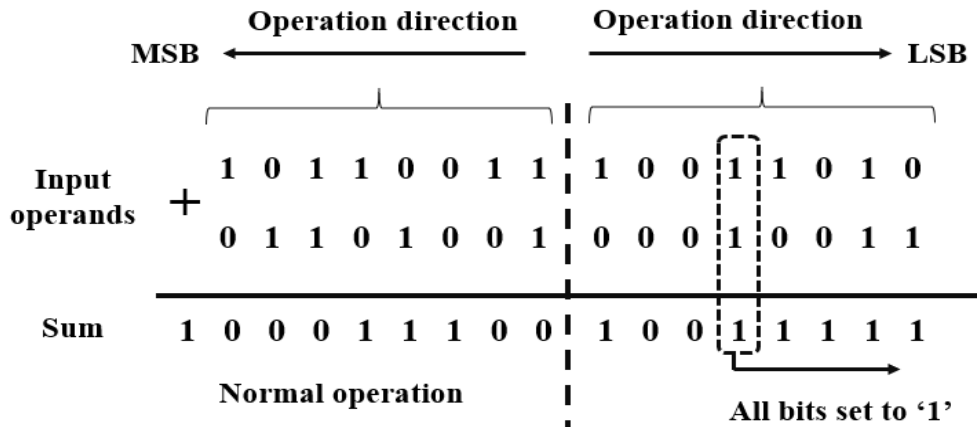 Operation direction Operation direction
MSB LSB
1 0 1 1 0 0 1 1 1 0 0 1 1 0 1 0
Input
operands
+
0 1 1 0 1 0 0 1 0 0 0 1 0 0 1 1
Sum 1 0 0 0 1 1 1 0 0 1 0 0 1 1 1 1 1
Normal operation
All bits set to ‘1’